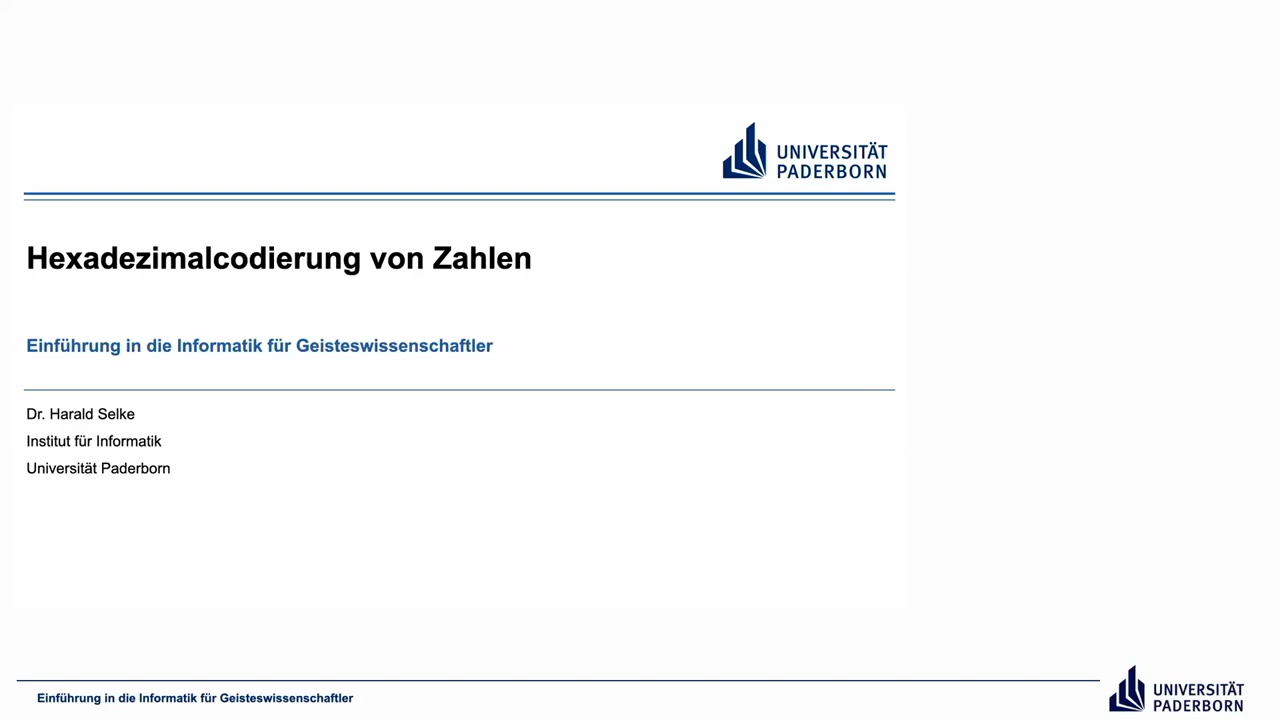 UNIVERSITÄT
PADERBORN
Hexadezimalcodierung von Zahlen
Einführung in die Informatik für Geisteswissenschaftler
Dr. Harald Selke
Institut für Informatik
Universität Paderborn
Einführung in die Informatik für Geisteswissenschaftler
UNIVERSITÄT
PADERBORN